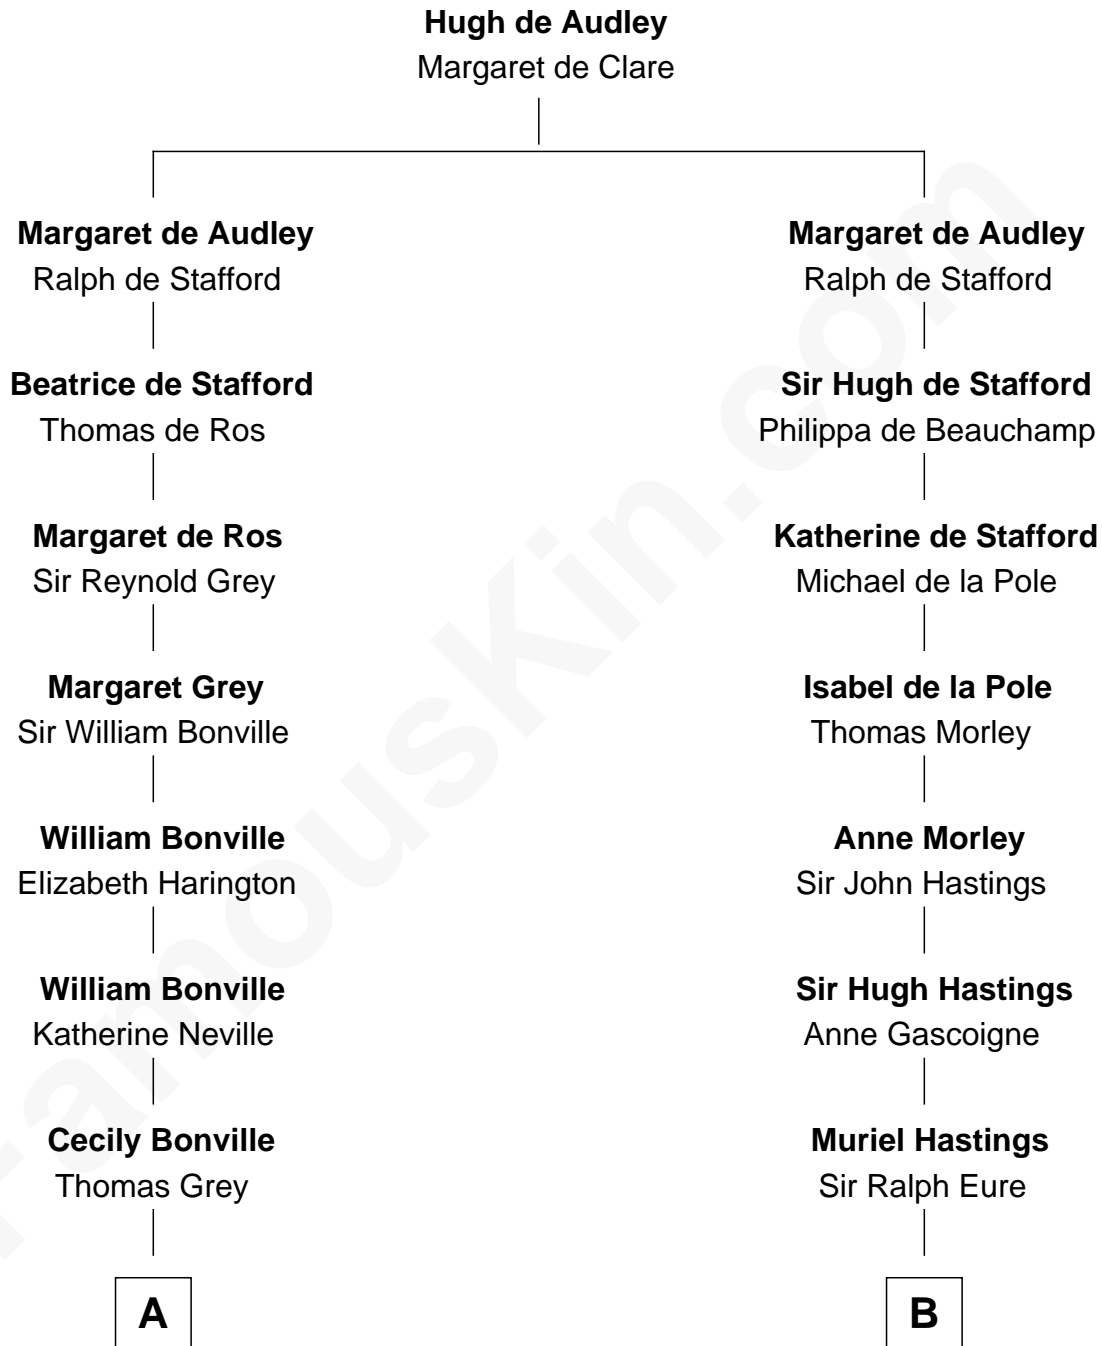 Hugh de Audley
Margaret de Clare
Margaret de Audley
Ralph de Stafford
Margaret de Audley
Ralph de Stafford
Beatrice de Stafford
Thomas de Ros
Sir Hugh de Stafford
Philippa de Beauchamp
Margaret de Ros
Sir Reynold Grey
Katherine de Stafford
Michael de la Pole
Margaret Grey
Sir William Bonville
Isabel de la Pole
Thomas Morley
William Bonville
Elizabeth Harington
Anne Morley
Sir John Hastings
William Bonville
Katherine Neville
Sir Hugh Hastings
Anne Gascoigne
Cecily Bonville
Thomas Grey
Muriel Hastings
Sir Ralph Eure
A
B
FamousKin.com